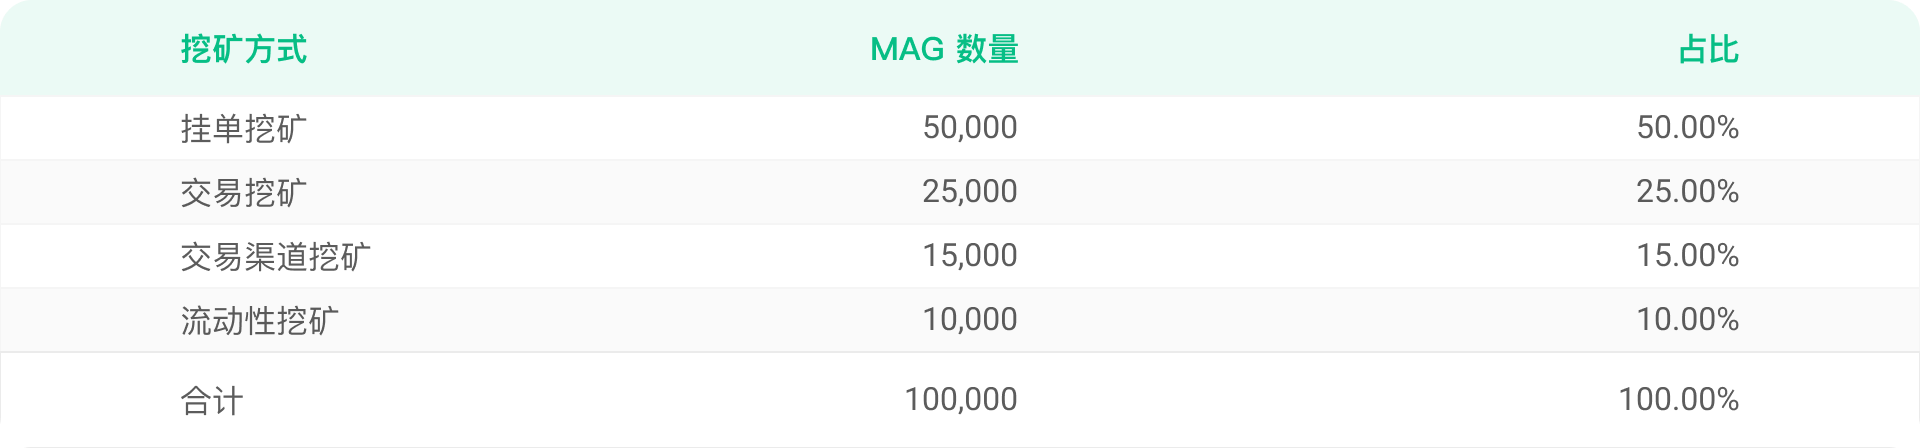 挖矿方式 MAG 数量 占比
挂单挖矿 50,000 50.00%
交易挖矿 25,000 25.00%
交易渠道挖矿 15,000 15.00%
流动性挖矿 10,000 10.00%
合计 100,000 100.00%